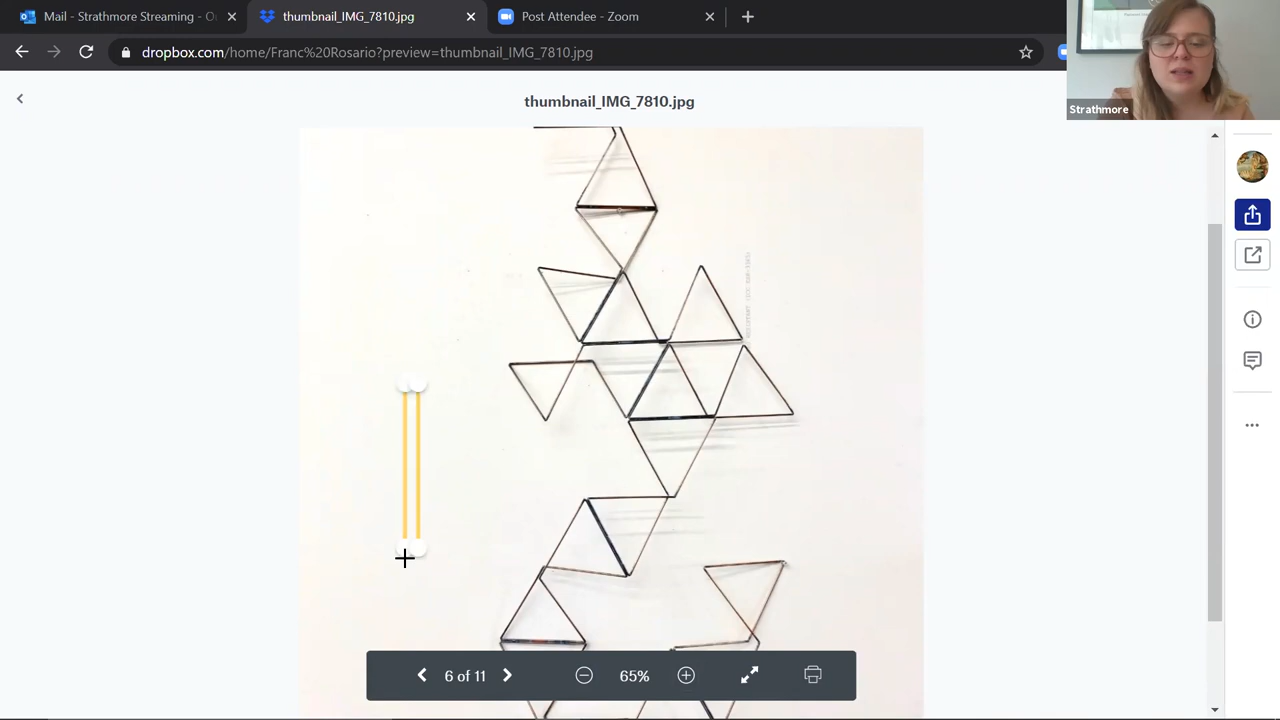 Mail - Strathmore Streaming - O
thumbnail_IMG_7810.jpg
Post Attendee - Zoom
dropbox.com/home/Franc%20Rosario
thumbnail_IMG_7810.jpg
Strathmore
thumbnail_IMG_7810.jpg
6 of 11
65%